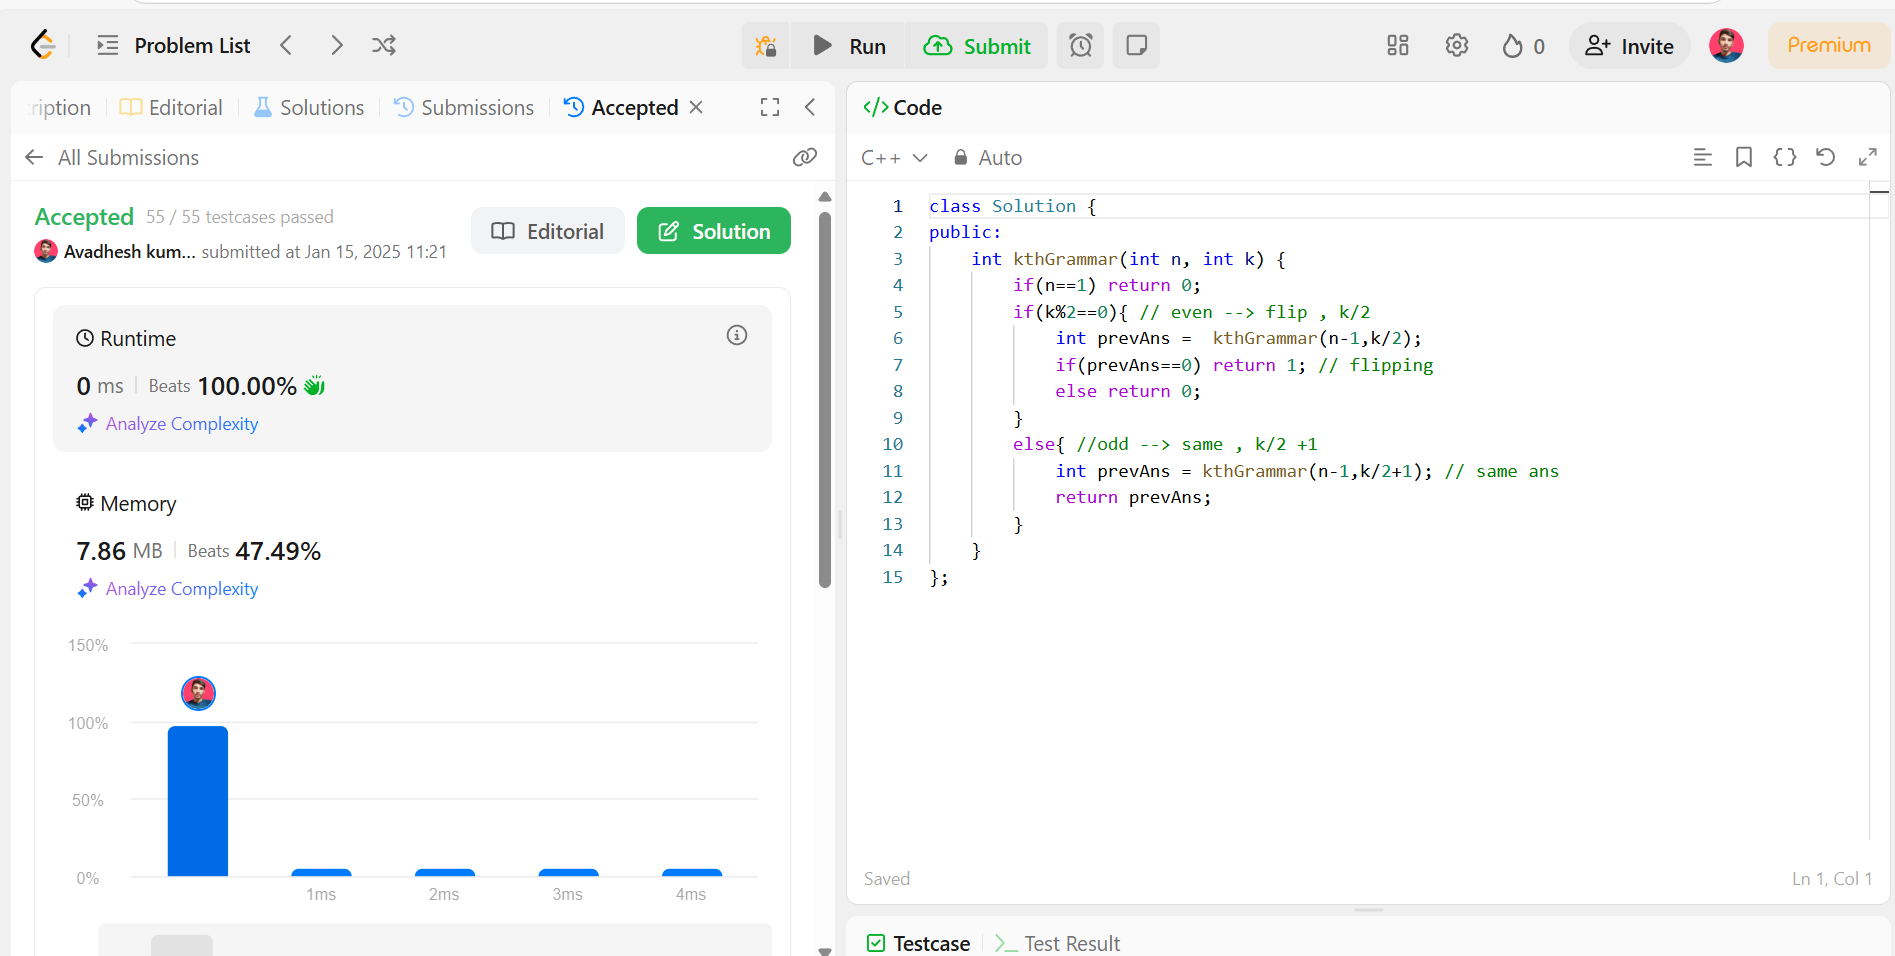 Problem List
Run
Submit
0
Invite
Premium
ription
Editorial
Solutions
Submissions
Accepted
All Submissions
Accepted 55 / 55 testcases passed
Avadhesh kum... submitted at Jan 15, 2025 11:21
Editorial
Solution
Runtime
0 ms Beats 100.00%
Analyze Complexity
Memory
7.86 MB Beats 47.49%
Analyze Complexity
150%
100%
50%
0%
1ms 2ms 3ms 4ms
</> Code
C++ Auto
1 class Solution {
2 public:
3 int kthGrammar(int n, int k) {
4 if(n==1) return 0;
5 if(k%2==0){ // even --> flip , k/2
6 int prevAns =  kthGrammar(n-1,k/2);
7 if(prevAns==0) return 1; // flipping
8 else return 0;
9 }
10 else{ //odd --> same , k/2 +1
11 int prevAns = kthGrammar(n-1,k/2+1); // same ans
12 return prevAns;
13 }
14 }
15 };
Saved
Ln 1, Col 1
Testcase
Test Result